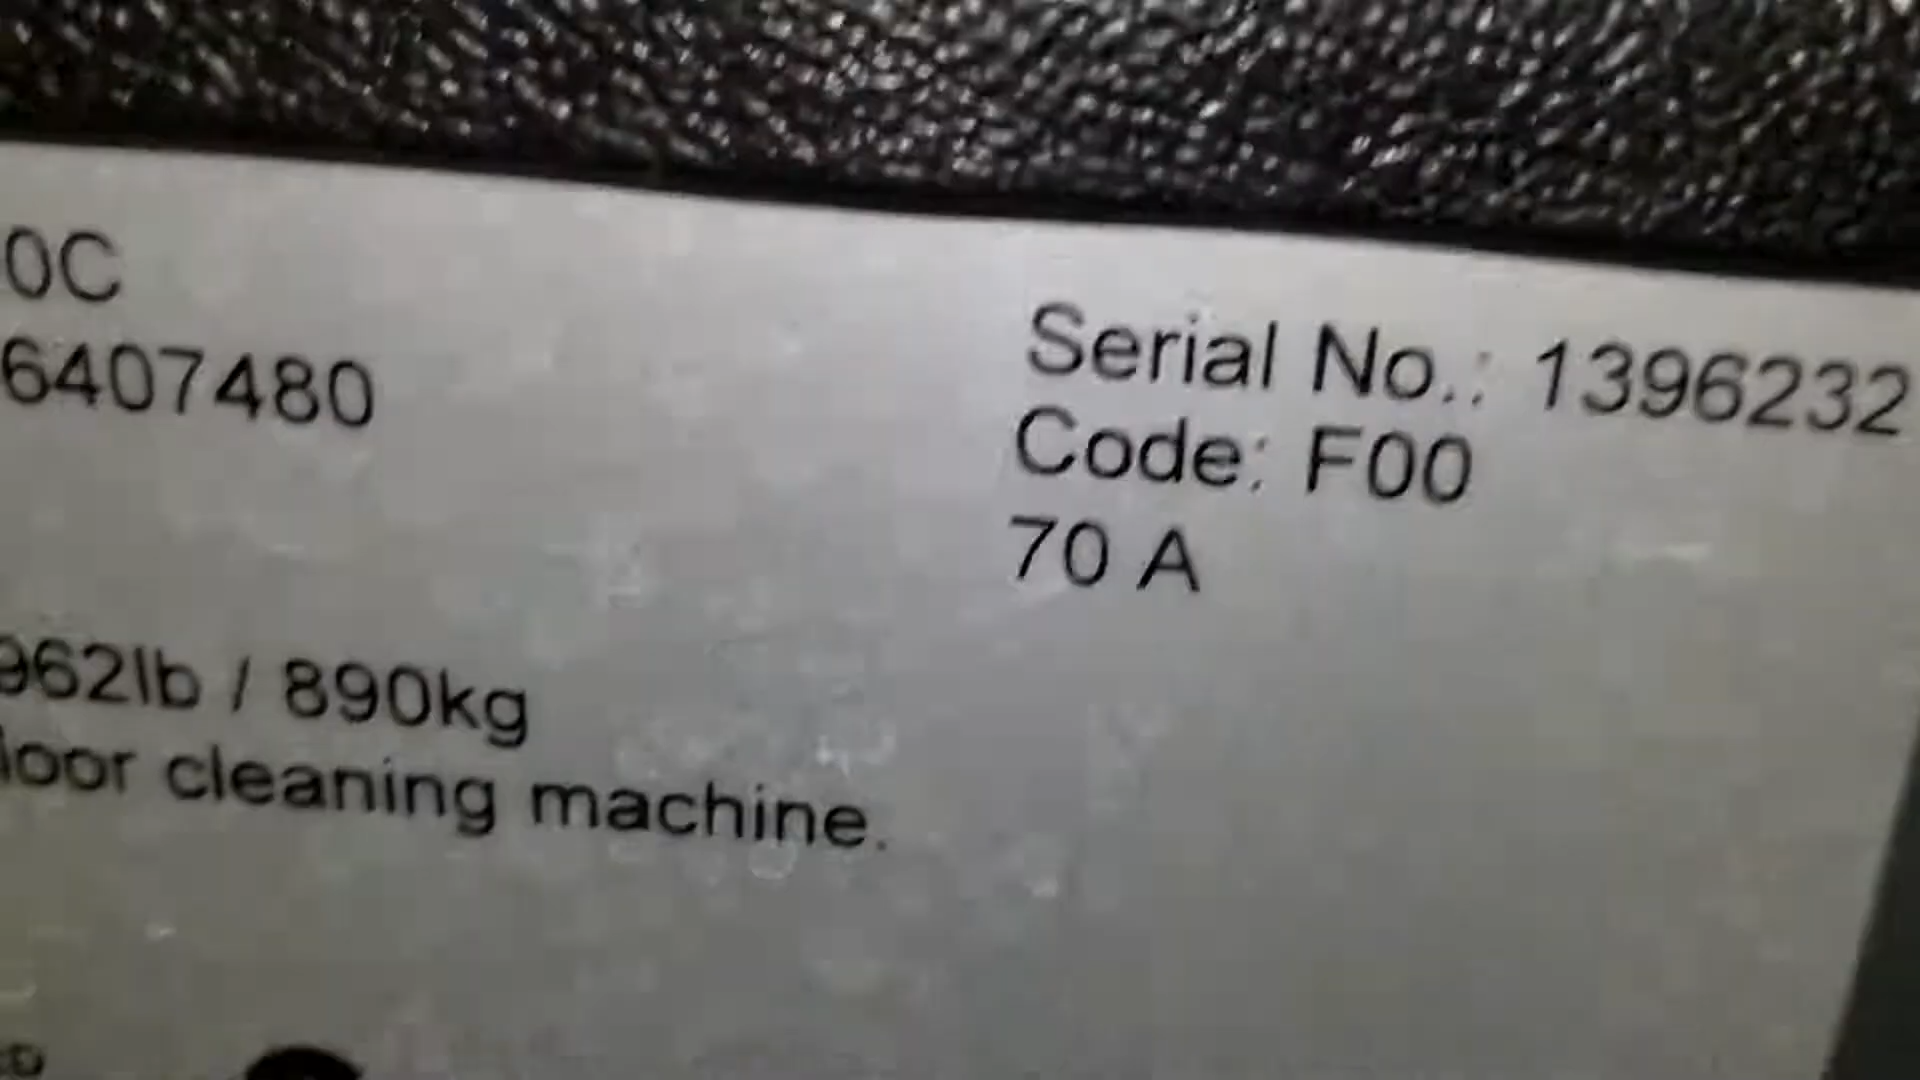 0C
6407480
Serial No.: 1396232
Code: F00
70 A
962lb / 890kg
loor cleaning machine.